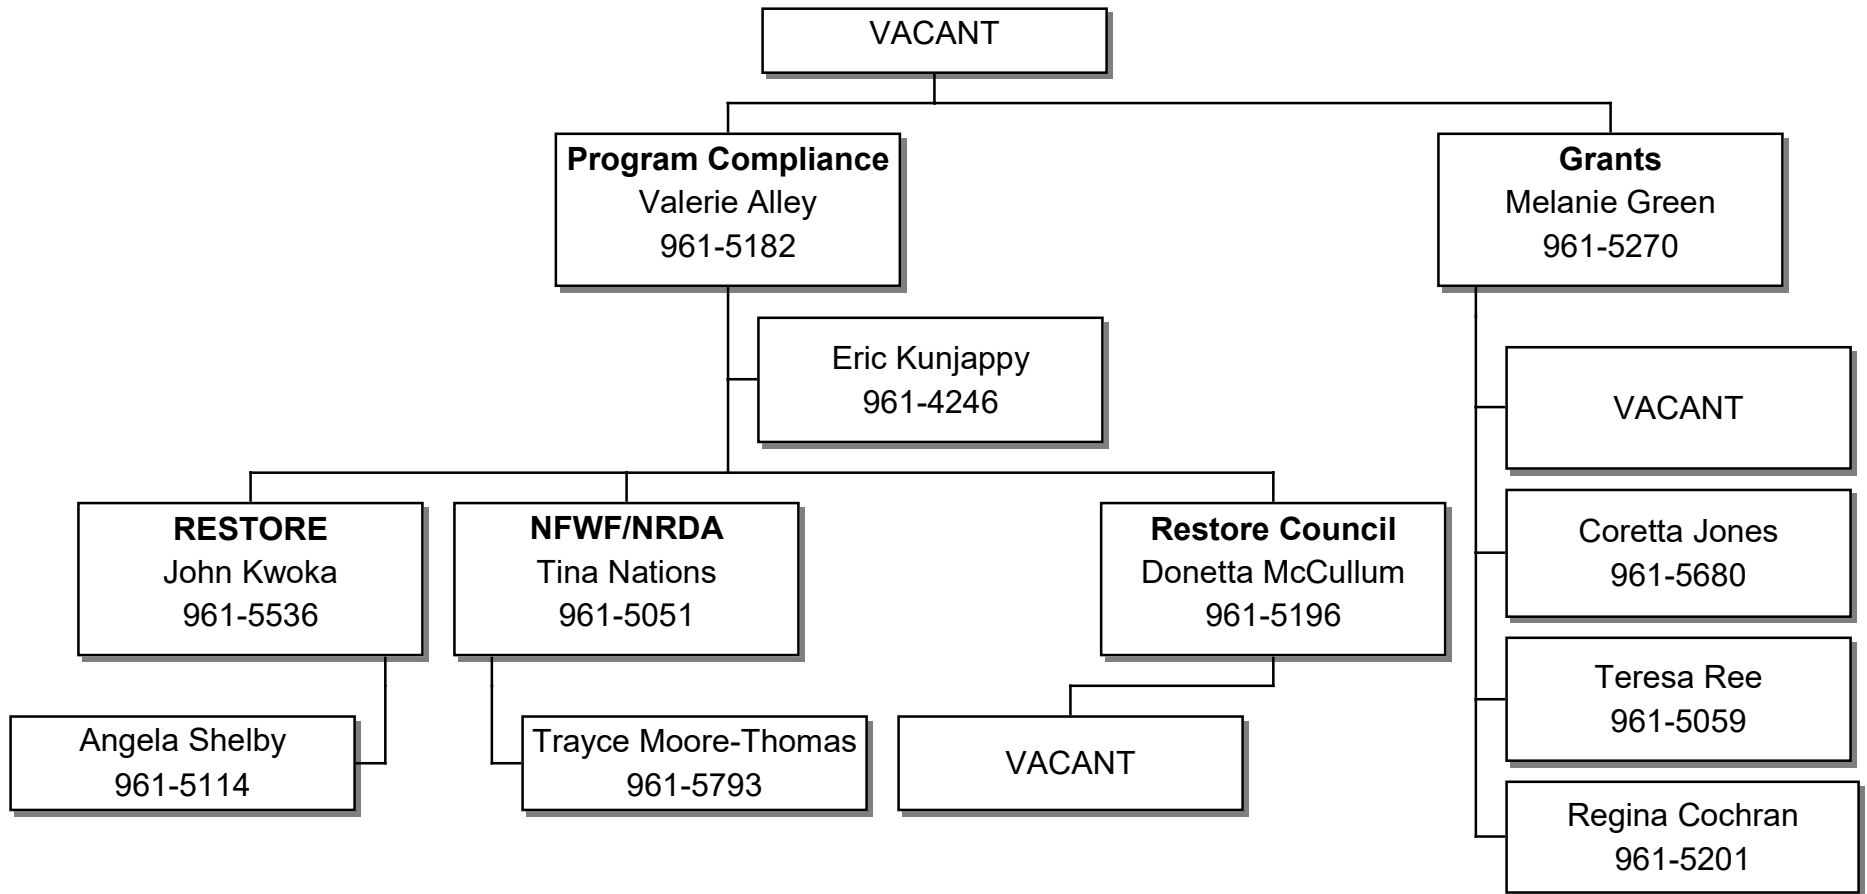 VACANT
Program Compliance
Valerie Alley
961-5182
Grants
Melanie Green
961-5270
Eric Kunjappy
961-4246
VACANT
RESTORE
John Kwoka
961-5536
NFWF/NRDA
Tina Nations
961-5051
Restore Council
Donetta McCullum
961-5196
Coretta Jones
961-5680
Teresa Ree
961-5059
Angela Shelby
961-5114
Trayce Moore-Thomas
961-5793
VACANT
Regina Cochran
961-5201